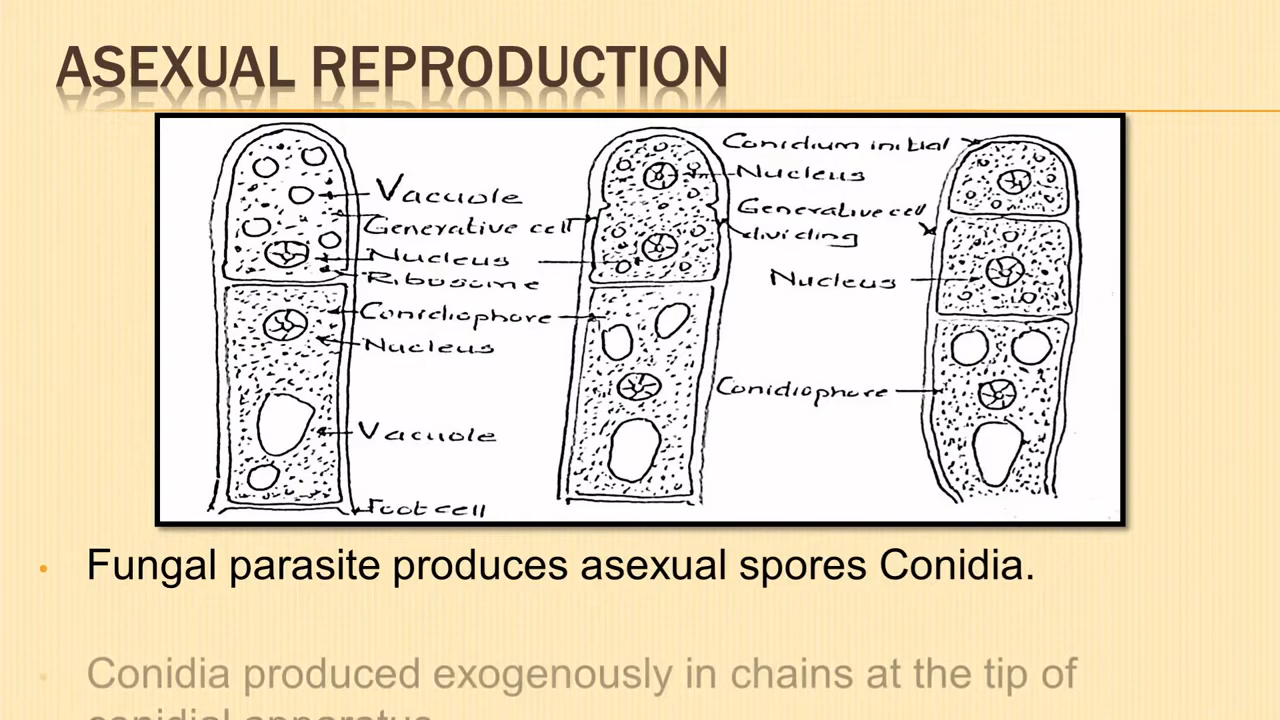 ASEXUAL REPRODUCTION
Vacuole
Generative cell
Nucleus
Ribosome
Conidiophore
Nucleus
Vacuole
Foot cell
Conidium initial
Nucleus
Generative cell
dividing
Nucleus
Conidiophore
• Fungal parasite produces asexual spores Conidia.
• Conidia produced exogenously in chains at the tip of
conidial apparatus